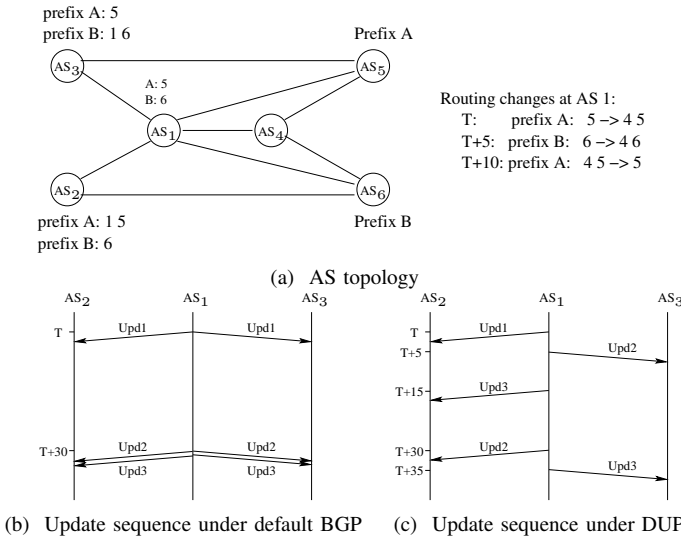 prefix A: 5
prefix B: 1 6
Prefix A
AS3
A: 5
B: 6
AS5
AS1
AS4
AS2
AS6
prefix A: 1 5
prefix B: 6
Prefix B
Routing changes at AS 1:
T: prefix A: 5 –> 4 5
T+5: prefix B: 6 –> 4 6
T+10: prefix A: 4 5 –> 5
(a) AS topology
AS2 AS1 AS3
T
Upd1 Upd1
T+30
Upd2 Upd2
Upd3 Upd3
(b) Update sequence under default BGP
AS2 AS1 AS3
T
Upd1
T+5
Upd2
T+15
Upd3
T+30
Upd2
T+35
Upd3
(c) Update sequence under DUP